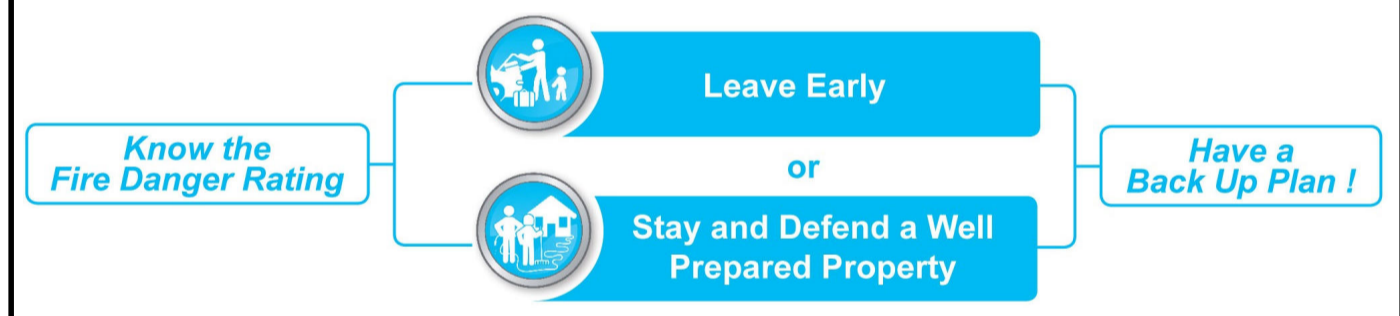 Know the
Fire Danger Rating
Leave Early
or
Stay and Defend a Well
Prepared Property
Have a
Back Up Plan !